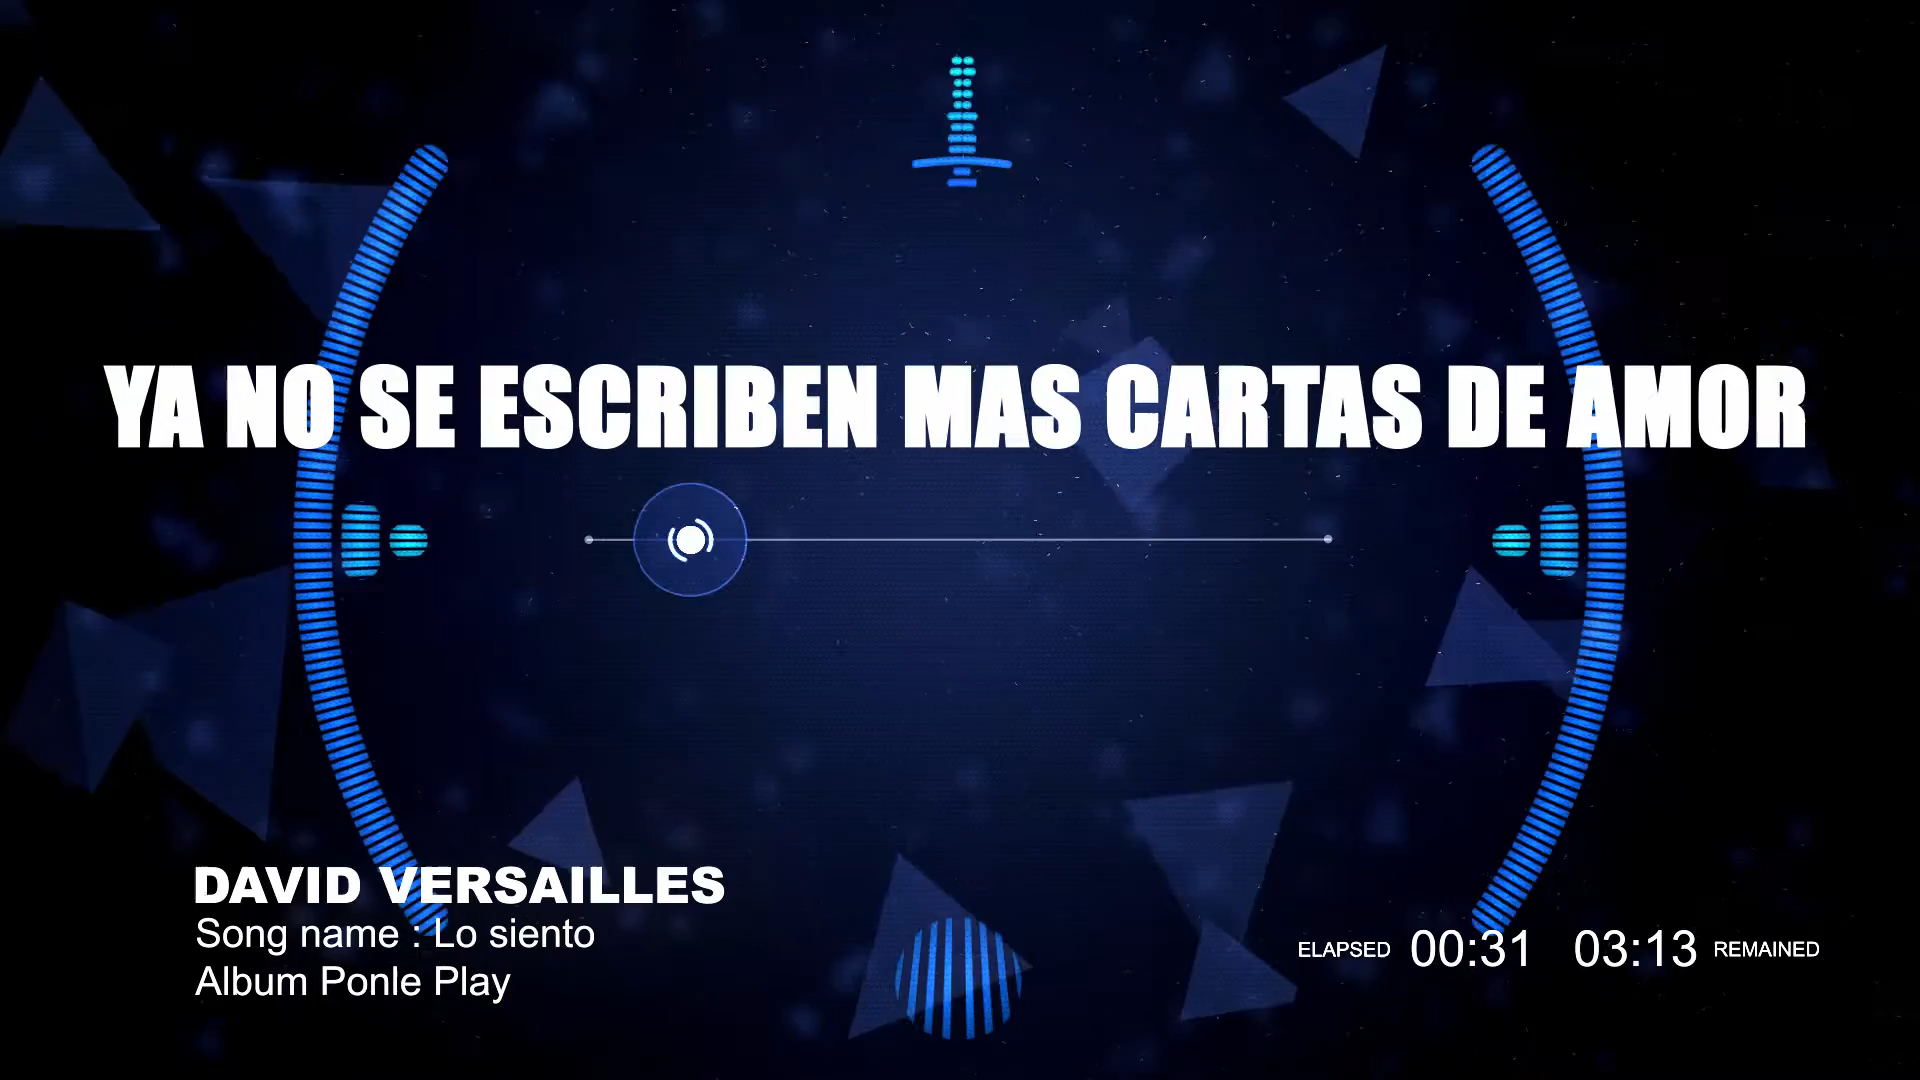 YA NO SE ESCRIBEN MAS CARTAS DE AMOR
DAVID VERSAILLES
Song name : Lo siento
Album Ponle Play
ELAPSED 00:31 03:13 REMAINED